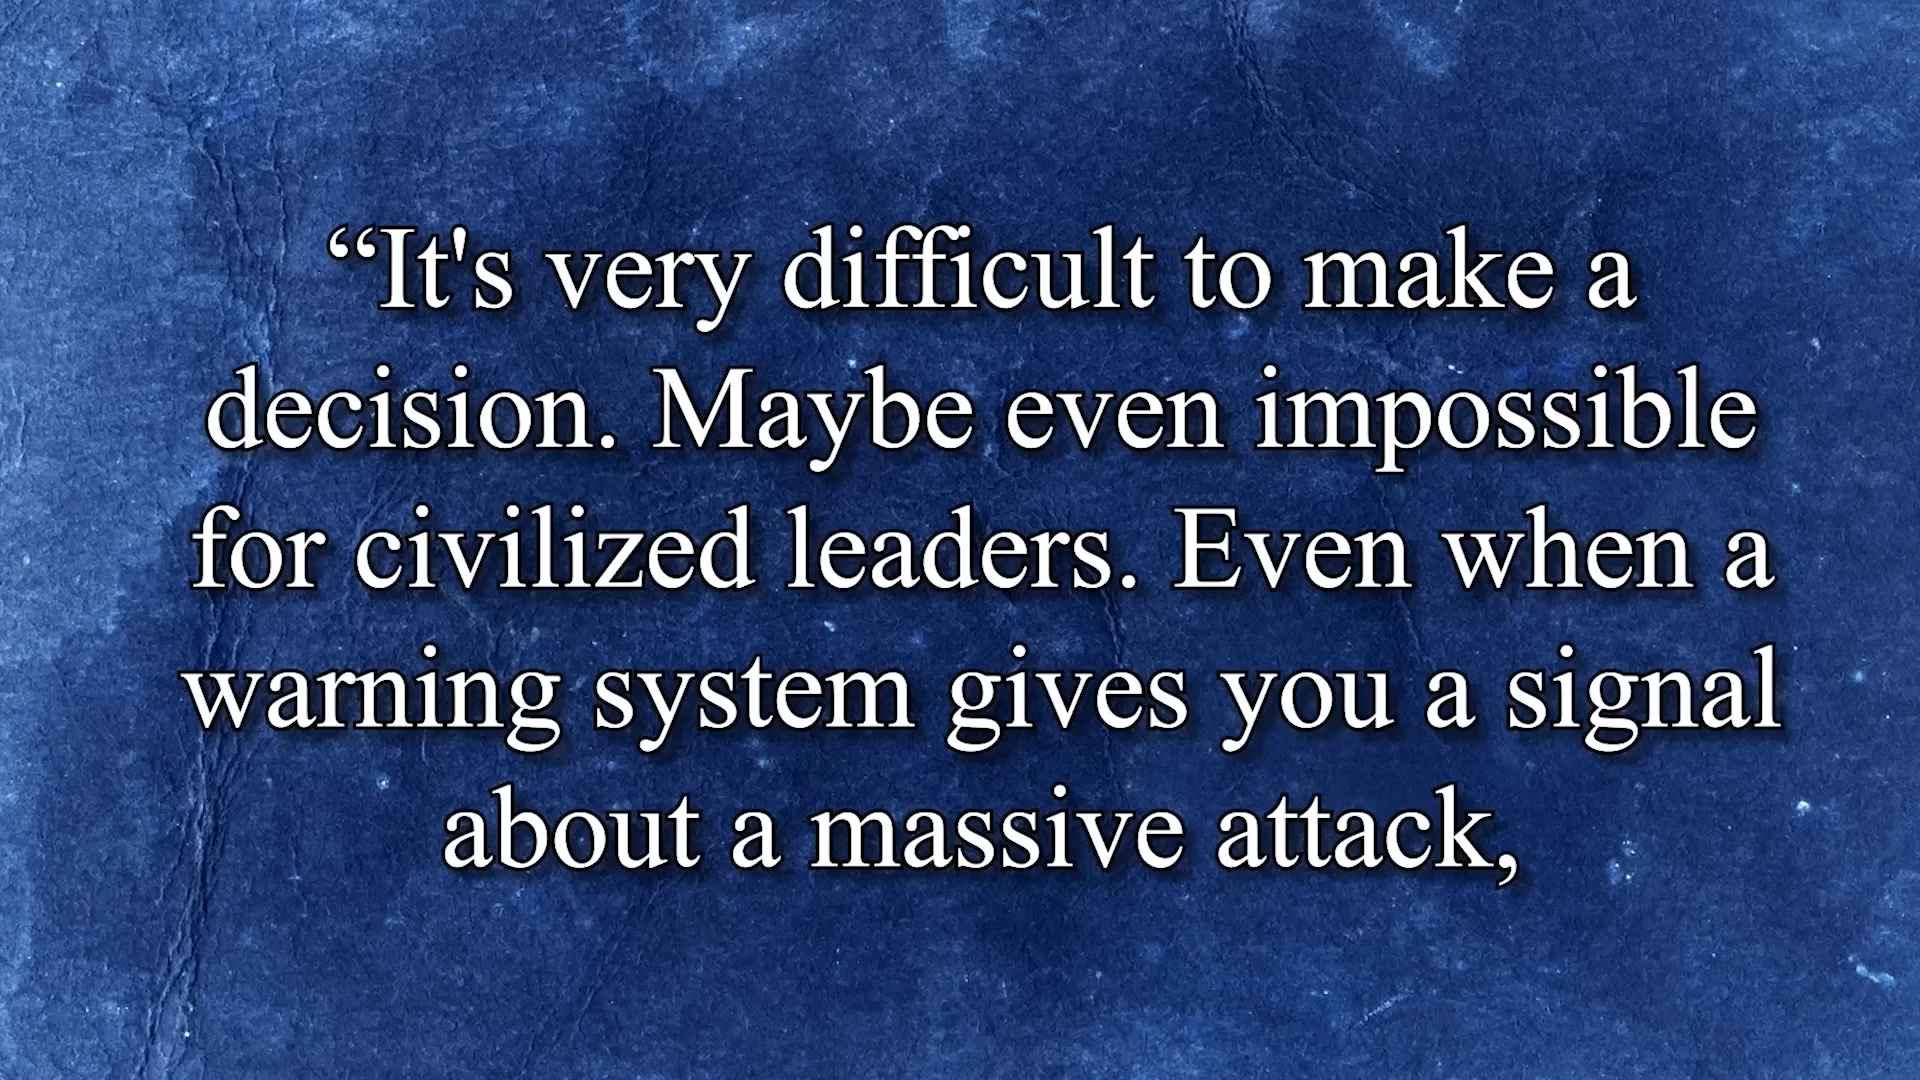 “It's very difficult to make a
decision. Maybe even impossible
for civilized leaders. Even when a
warning system gives you a signal
about a massive attack,